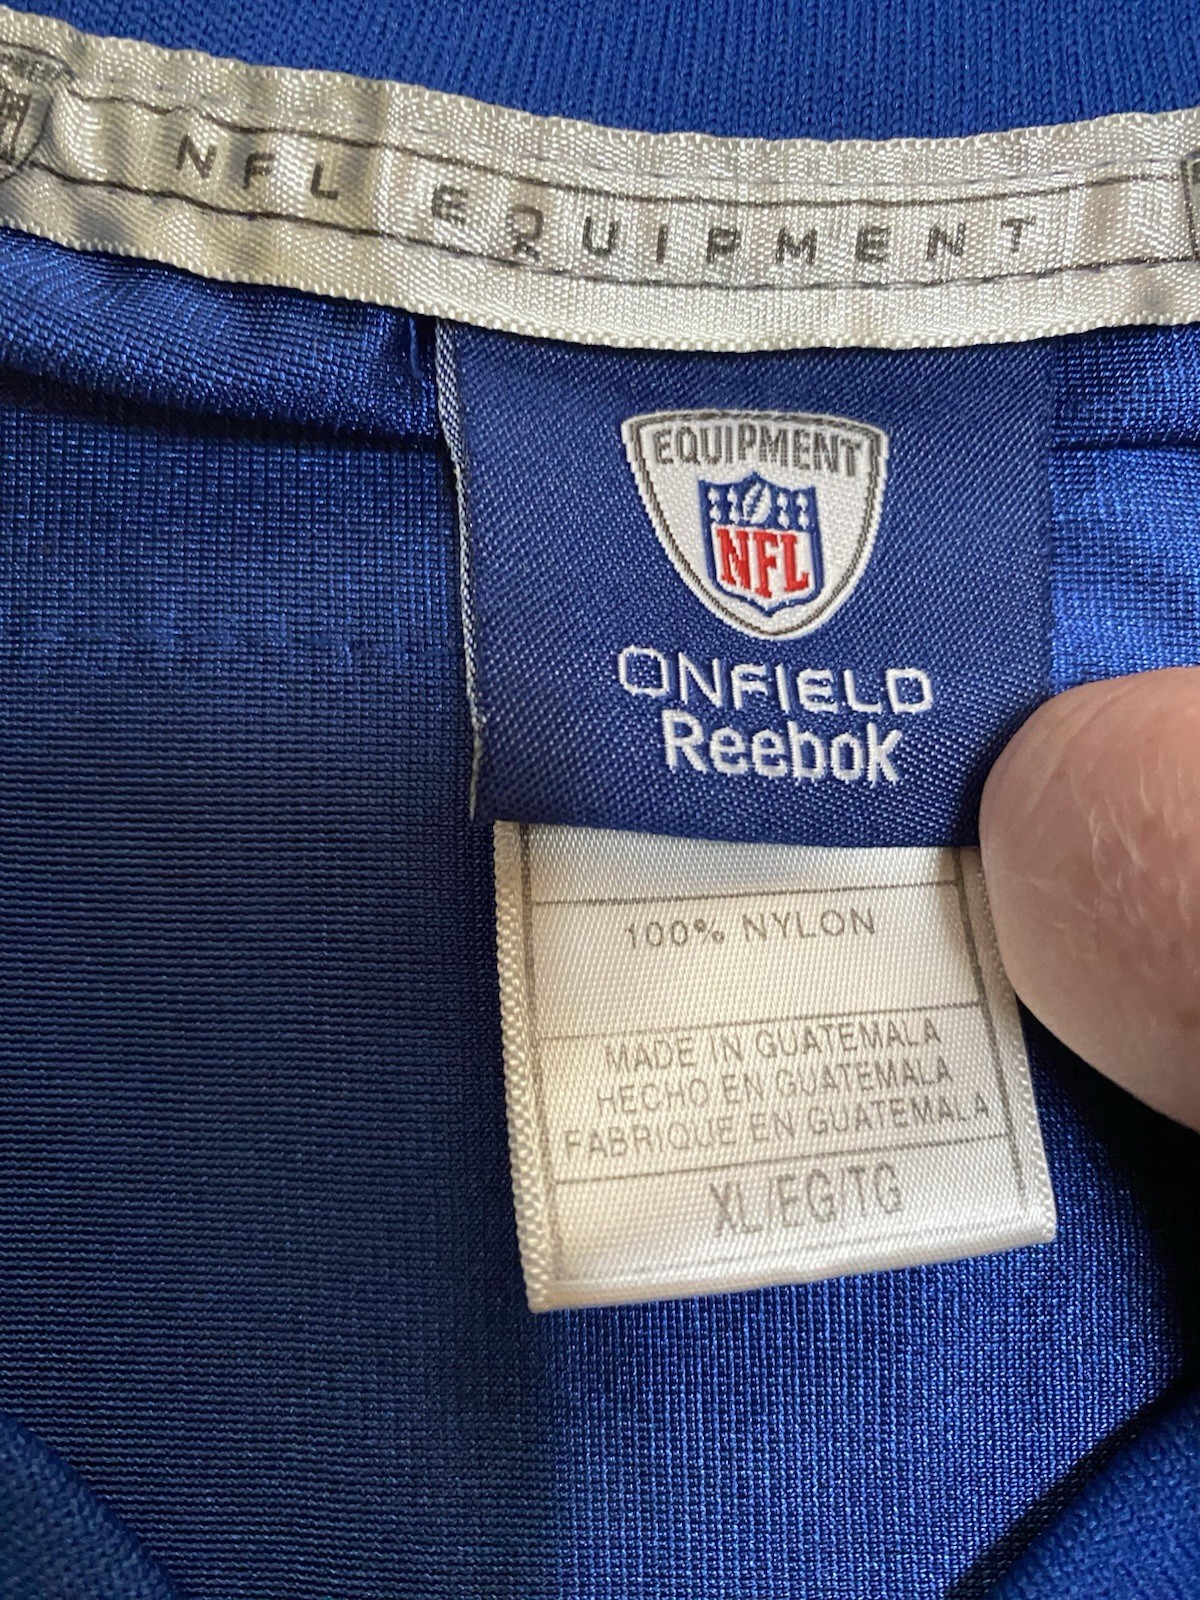 NFL EQUIPMENT
EQUIPMENT
NFL
ONFIELD
Reebok
100% NYLON
MADE IN GUATEMALA
HECHO EN GUATEMALA
FABRIQUE EN GUATEMALA
XL/EG/TG